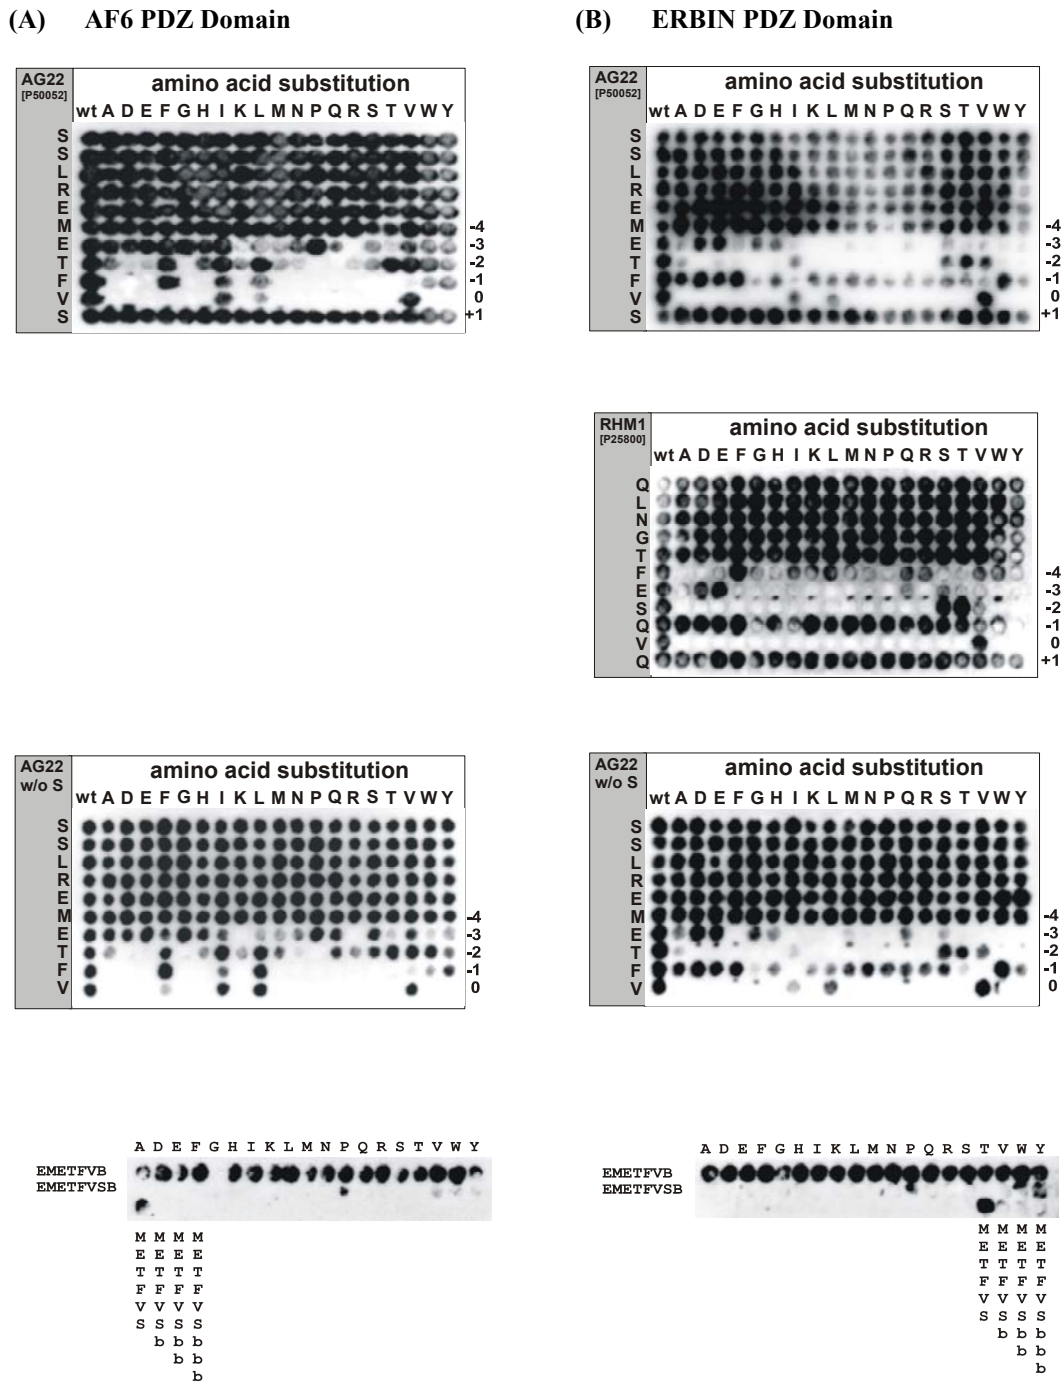 (A) AF6 PDZ Domain
(B) ERBIN PDZ Domain
AG22
[P50052]
amino acid substitution
wt A D E F G H I K L M N P Q R S T V W Y
S
S
L
R
E
M -4
E -3
T -2
F -1
V 0
S +1
AG22
[P50052]
amino acid substitution
wt A D E F G H I K L M N P Q R S T V W Y
S
S
L
R
E
M -4
E -3
T -2
F -1
V 0
S +1
RHM1
[P25800]
amino acid substitution
wt A D E F G H I K L M N P Q R S T V W Y
Q
L
N
G
T
F -4
E -3
S -2
Q -1
V 0
Q +1
AG22
w/o S
amino acid substitution
wt A D E F G H I K L M N P Q R S T V W Y
S
S
L
R
E
M -4
E -3
T -2
F -1
V 0
AG22
w/o S
amino acid substitution
wt A D E F G H I K L M N P Q R S T V W Y
S
S
L
R
E
M -4
E -3
T -2
F -1
V 0
A D E F G H I K L M N P Q R S T V W Y
EMETFVB
EMETFVSB
M M M M
E E E E
T T T T
F F F F
V V V V
S S S S
b b b
b b
b
A D E F G H I K L M N P Q R S T V W Y
EMETFVB
EMETFVSB
M M M M
E E E E
T T T T
F F F F
V V V V
S S S S
b b b
b b
b